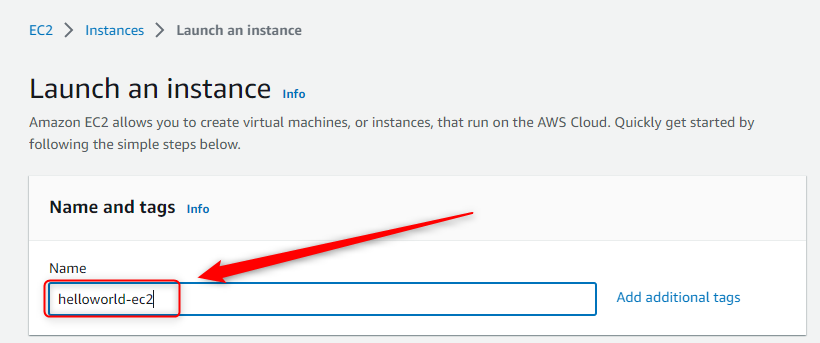 EC2 > Instances > Launch an instance
Launch an instance Info
Amazon EC2 allows you to create virtual machines, or instances, that run on the AWS Cloud. Quickly get started by
following the simple steps below.
Name and tags Info
Name
helloworld-ec2 Add additional tags